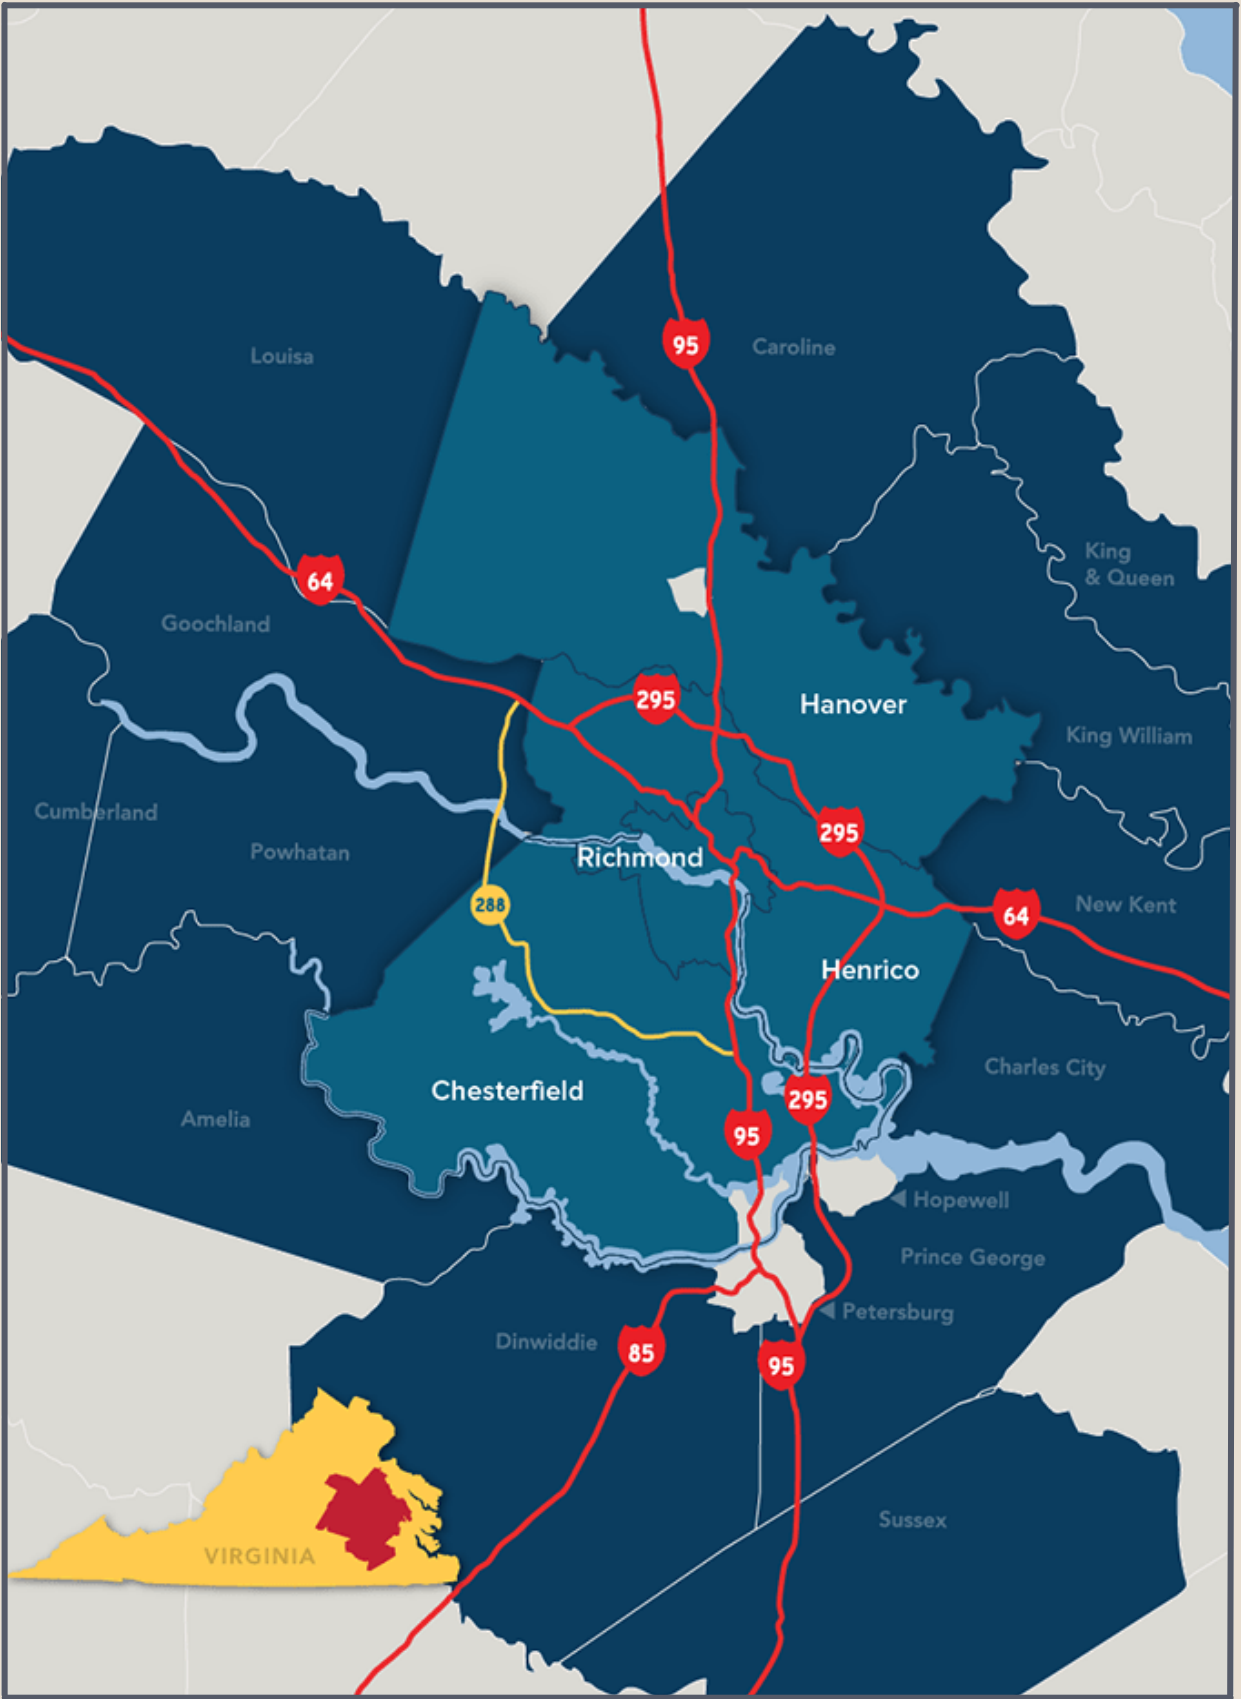 95
Caroline
Louisa
King
& Queen
64
Goochland
295
Hanover
King William
Cumberland
295
Powhatan
Richmond
288
64
New Kent
Henrico
Charles City
Chesterfield
295
Amelia
95
Hopewell
Prince George
Petersburg
Dinwiddie
85
95
Sussex
VIRGINIA